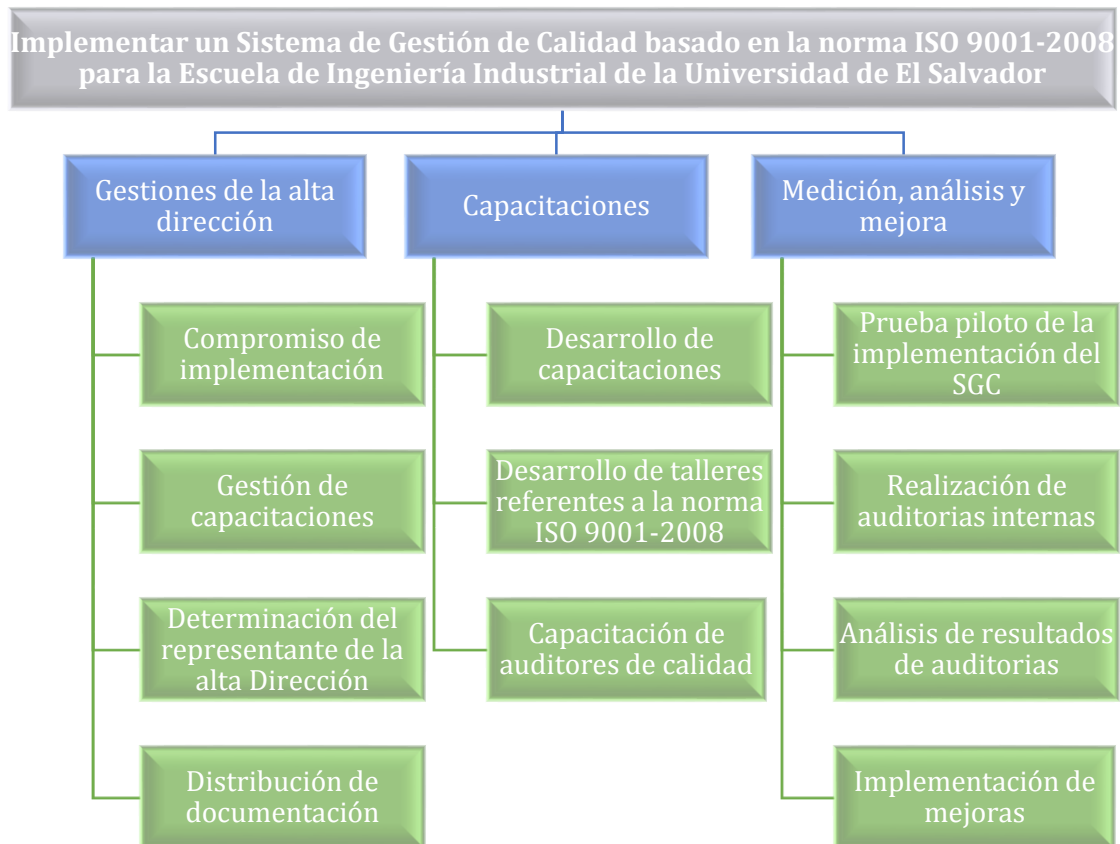 Implementar un Sistema de Gestión de Calidad basado en la norma ISO 9001-2008
para la Escuela de Ingeniería Industrial de la Universidad de El Salvador
Gestiones de la alta
dirección
Compromiso de
implementación
Gestión de
capacitaciones
Determinación del
representante de la
alta Dirección
Distribución de
documentación
Capacitaciones
Desarrollo de
capacitaciones
Desarrollo de talleres
referentes a la norma
ISO 9001-2008
Capacitación de
auditores de calidad
Medición, análisis y
mejora
Prueba piloto de la
implementación del
SGC
Realización de
auditorias internas
Análisis de resultados
de auditorias
Implementación de
mejoras